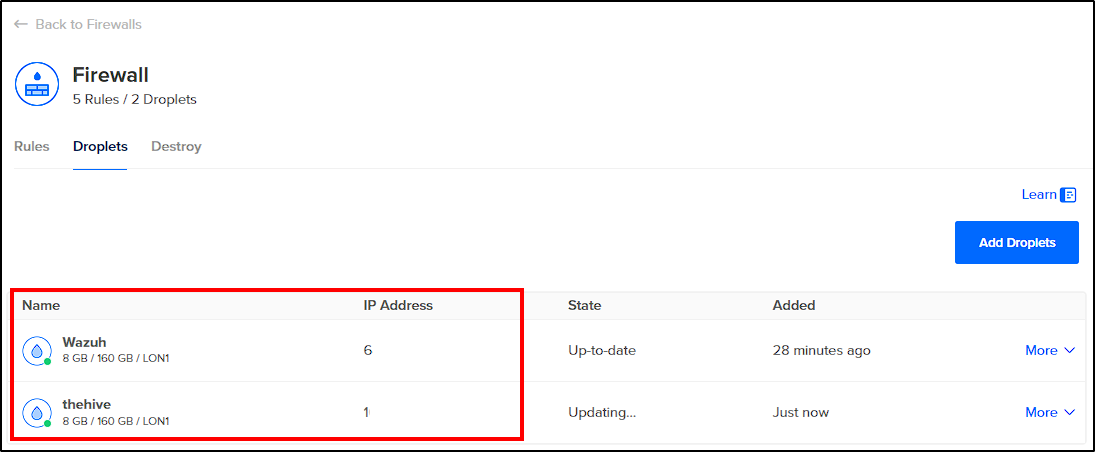 ← Back to Firewalls
Firewall
5 Rules / 2 Droplets
Rules Droplets Destroy
Learn
Add Droplets
Name IP Address State Added
Wazuh
8 GB / 160 GB / LON1
6 Up-to-date 28 minutes ago More
thehive
8 GB / 160 GB / LON1
1 Updating... Just now More